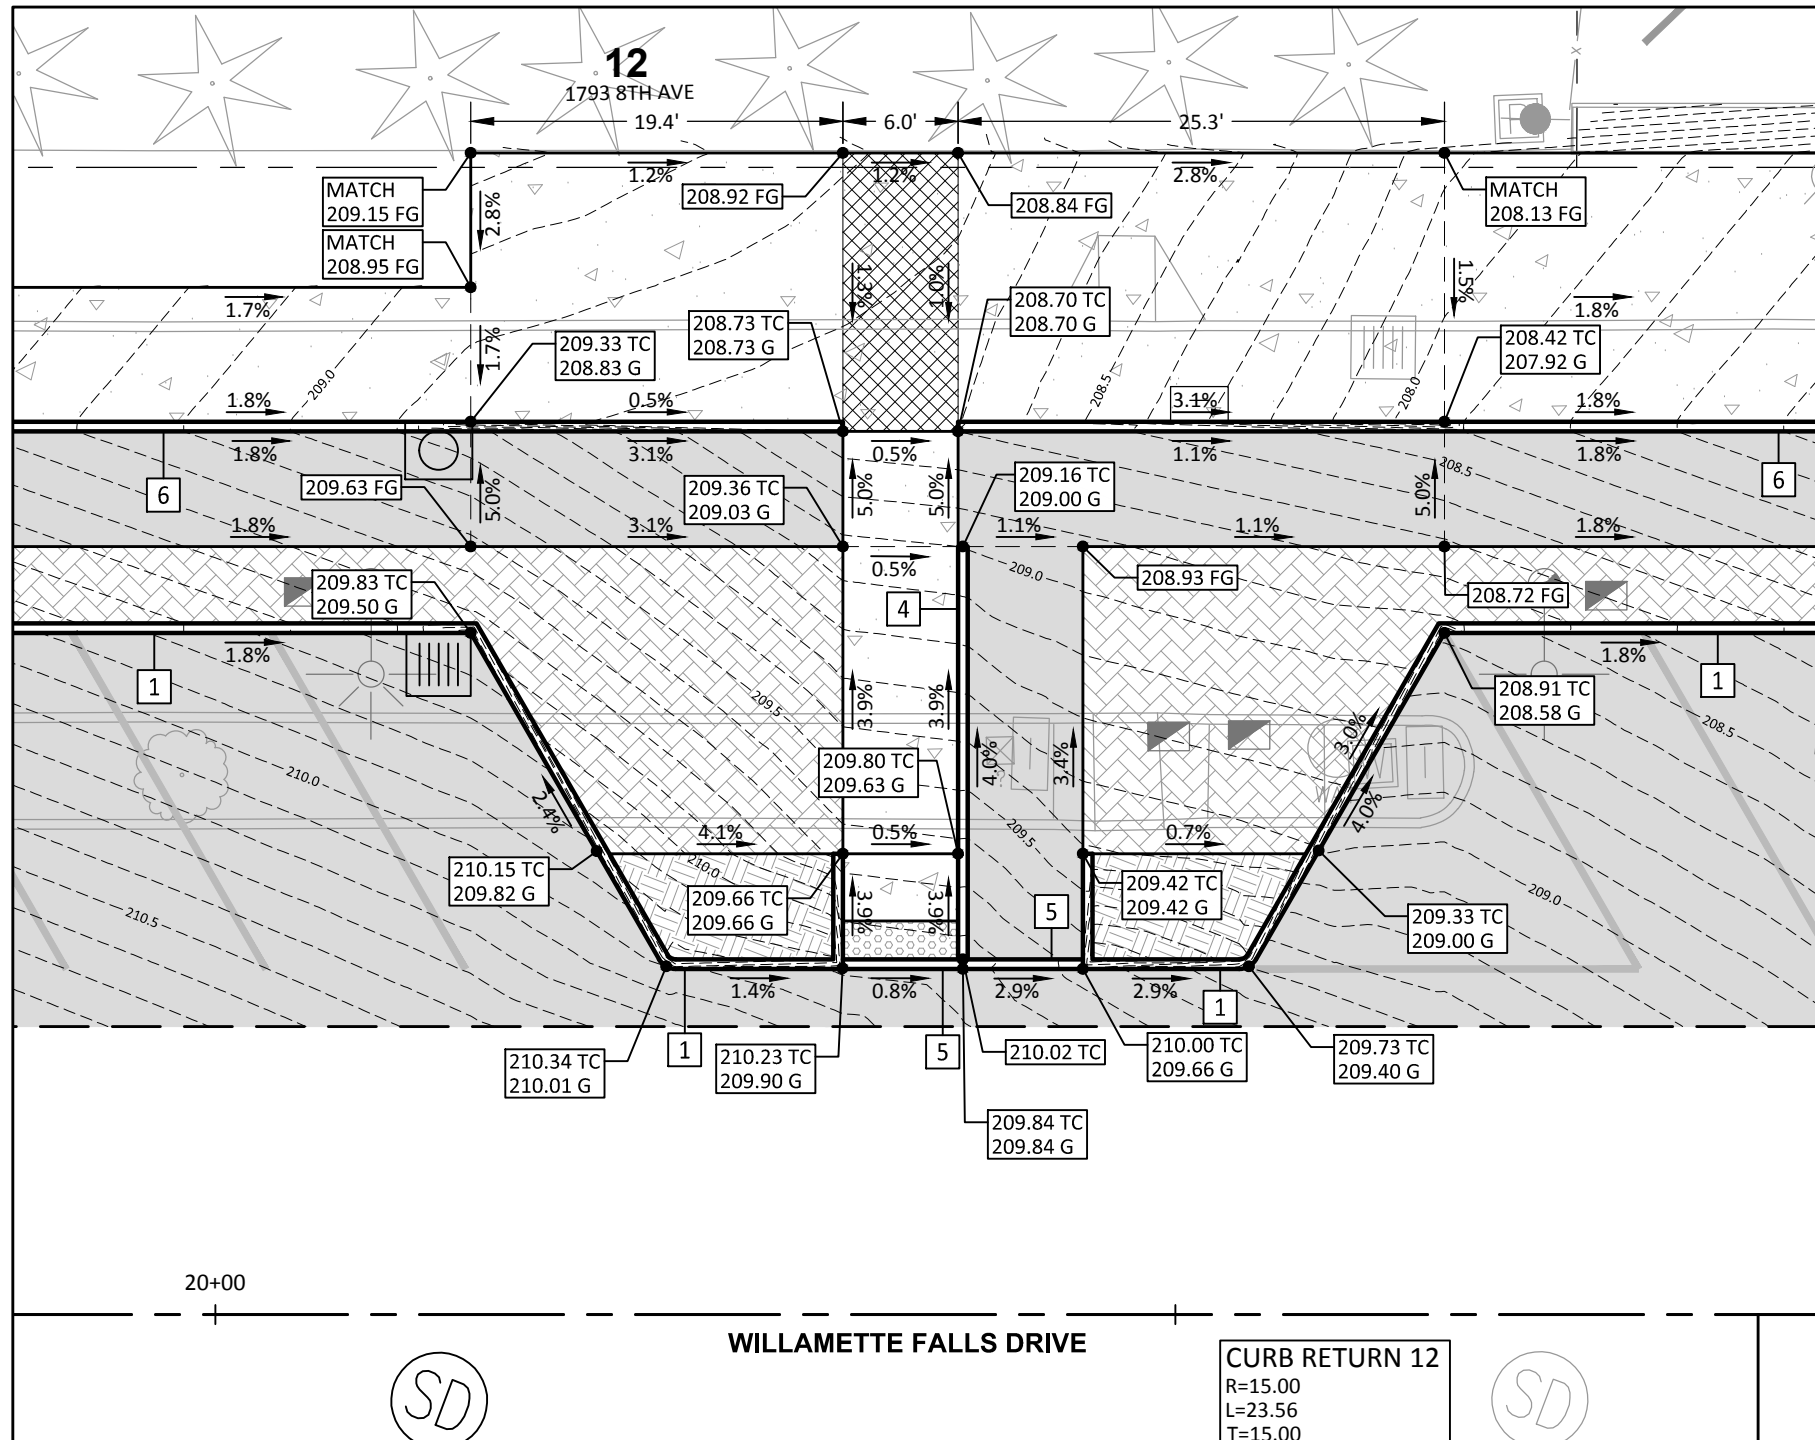 12
1793 8TH AVE
19.4'
6.0'
25.3'
1.2%
1.2%
2.8%
MATCH
209.15 FG
208.92 FG
208.84 FG
MATCH
208.13 FG
2.8%
MATCH
208.95 FG
1.3%
1.0%
1.5%
1.7%
208.73 TC
208.73 G
208.70 TC
208.70 G
1.8%
1.7%
209.33 TC
208.83 G
208.42 TC
207.92 G
209.0
208.5
208.0
1.8%
0.5%
3.1%
1.8%
1.8%
3.1%
0.5%
1.1%
208.5
1.8%
6
209.63 FG
5.0%
209.36 TC
209.03 G
5.0%
5.0%
209.16 TC
209.00 G
5.0%
6
1.8%
3.1%
1.1%
1.1%
1.8%
0.5%
209.0
209.83 TC
209.50 G
4
208.93 FG
208.72 FG
1.8%
1.8%
1
1
209.5
3.9%
3.9%
208.91 TC
208.58 G
208.5
210.0
209.80 TC
209.63 G
4.0%
3.4%
3.0%
2.4%
4.0%
4.1%
0.5%
209.5
0.7%
210.15 TC
209.82 G
210.0
209.66 TC
209.66 G
3.9%
3.9%
5
209.42 TC
209.42 G
209.0
210.5
209.33 TC
209.00 G
1.4%
0.8%
2.9%
2.9%
1
210.34 TC
210.01 G
1
210.23 TC
209.90 G
5
210.02 TC
210.00 TC
209.66 G
209.73 TC
209.40 G
209.84 TC
209.84 G
20+00
WILLAMETTE FALLS DRIVE
CURB RETURN 12
R=15.00
L=23.56
T=15.00
SD
SD